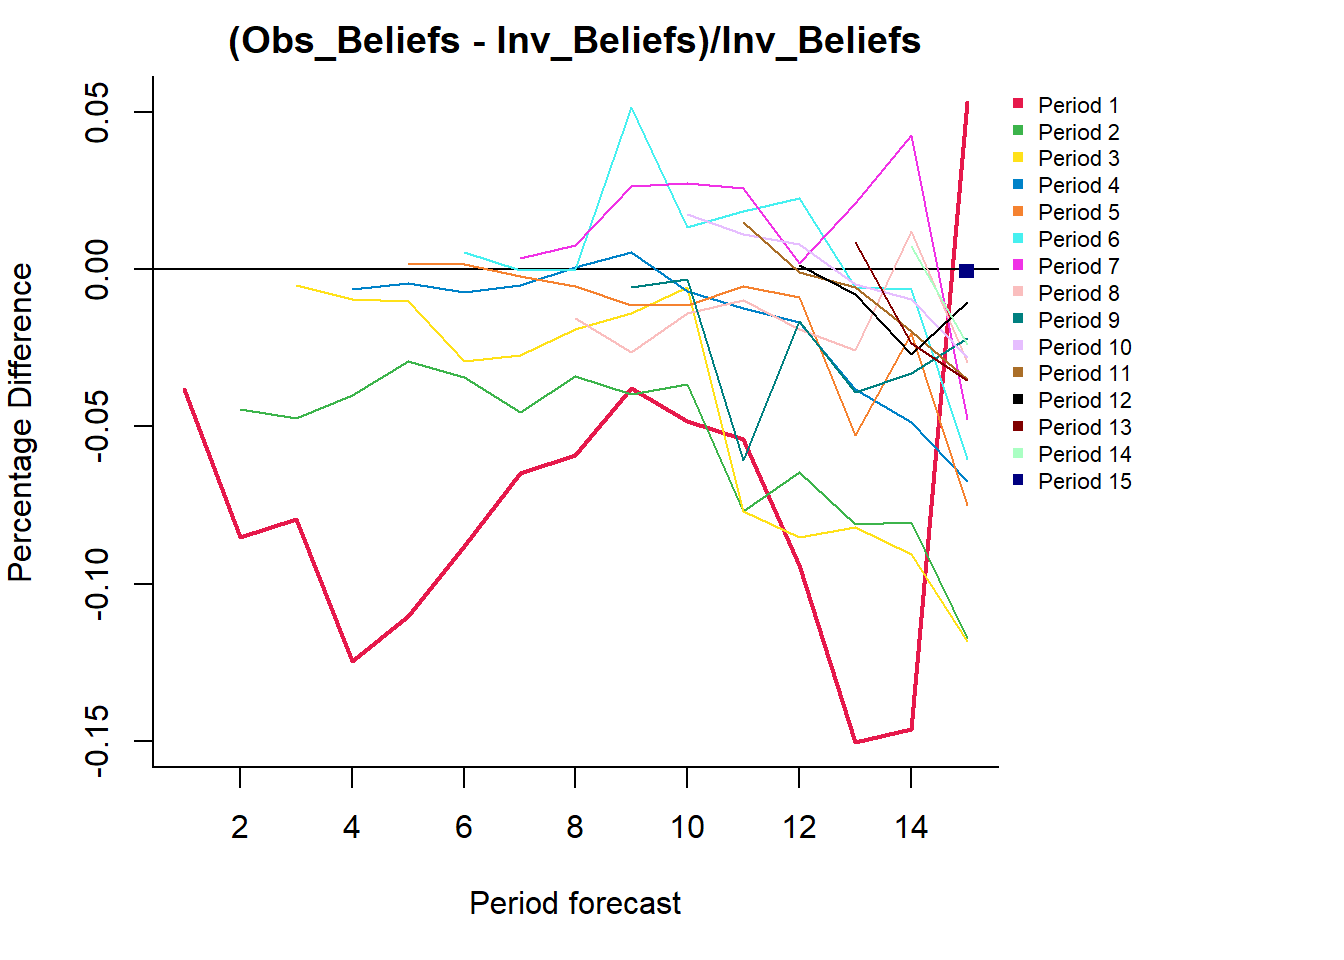 (Obs_Beliefs - Inv_Beliefs)/Inv_Beliefs
Percentage Difference
0.05
0.00
-0.05
-0.10
-0.15
2 4 6 8 10 12 14
Period forecast
Period 1
Period 2
Period 3
Period 4
Period 5
Period 6
Period 7
Period 8
Period 9
Period 10
Period 11
Period 12
Period 13
Period 14
Period 15